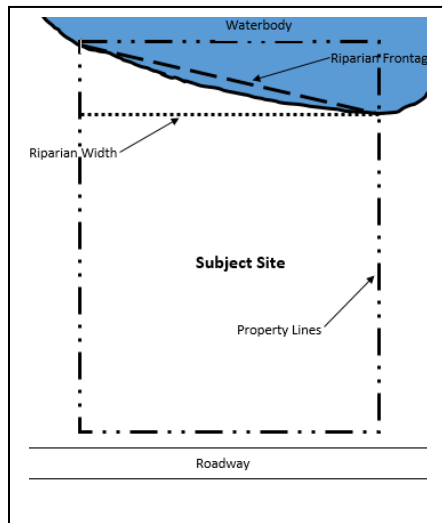 Waterbody
Riparian Frontag
Riparian Width
Subject Site
Property Lines
Roadway